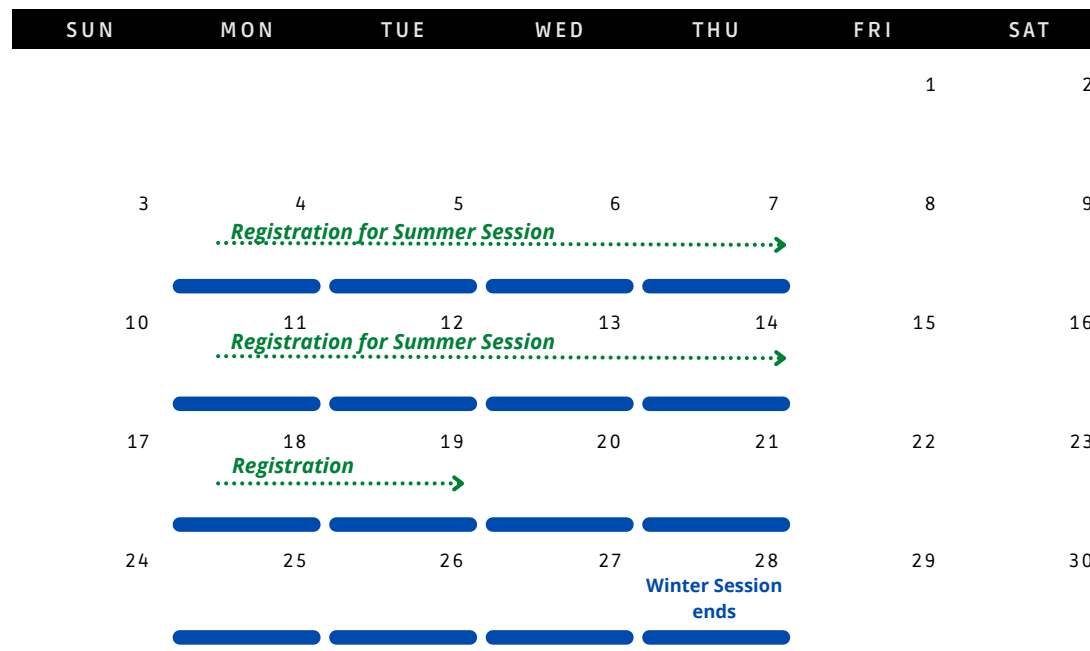 SUN MON TUE WED THU FRI SAT
1 2
3 4 5 6 7 8 9
Registration for Summer Session
10 11 12 13 14 15 16
Registration for Summer Session
17 18 19 20 21 22 23
Registration
24 25 26 27 28 29 30
Winter Session
ends